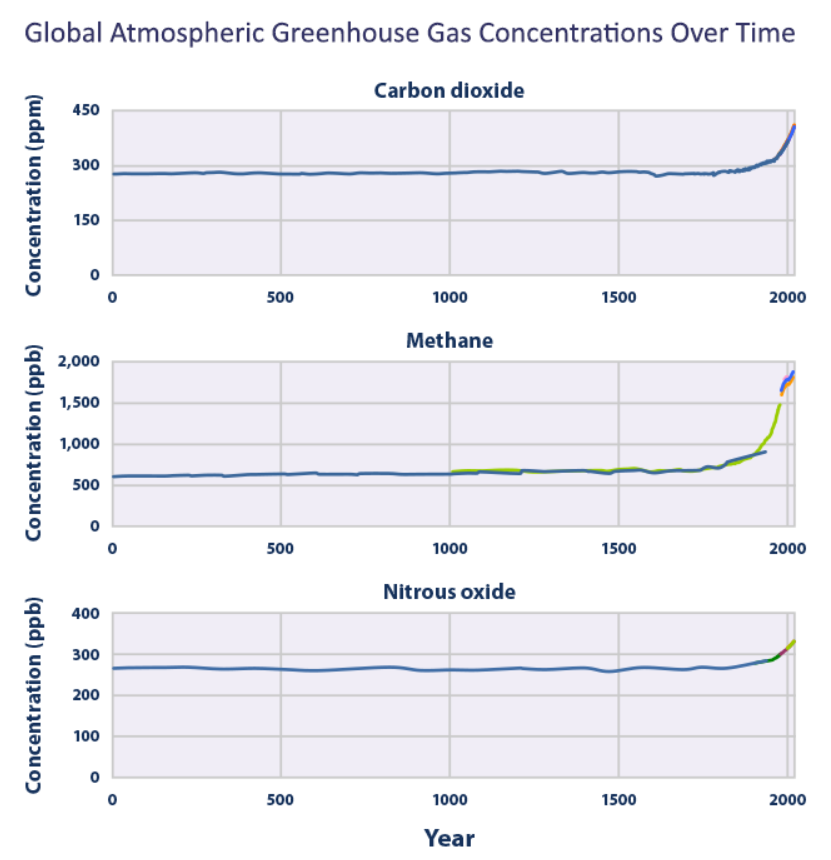 Global Atmospheric Greenhouse Gas Concentrations Over Time
Carbon dioxide
Concentration (ppm)
450
300
150
0
0 500 1000 1500 2000
Methane
Concentration (ppb)
2,000
1,500
1,000
500
0
0 500 1000 1500 2000
Nitrous oxide
Concentration (ppb)
400
300
200
100
0
0 500 1000 1500 2000
Year